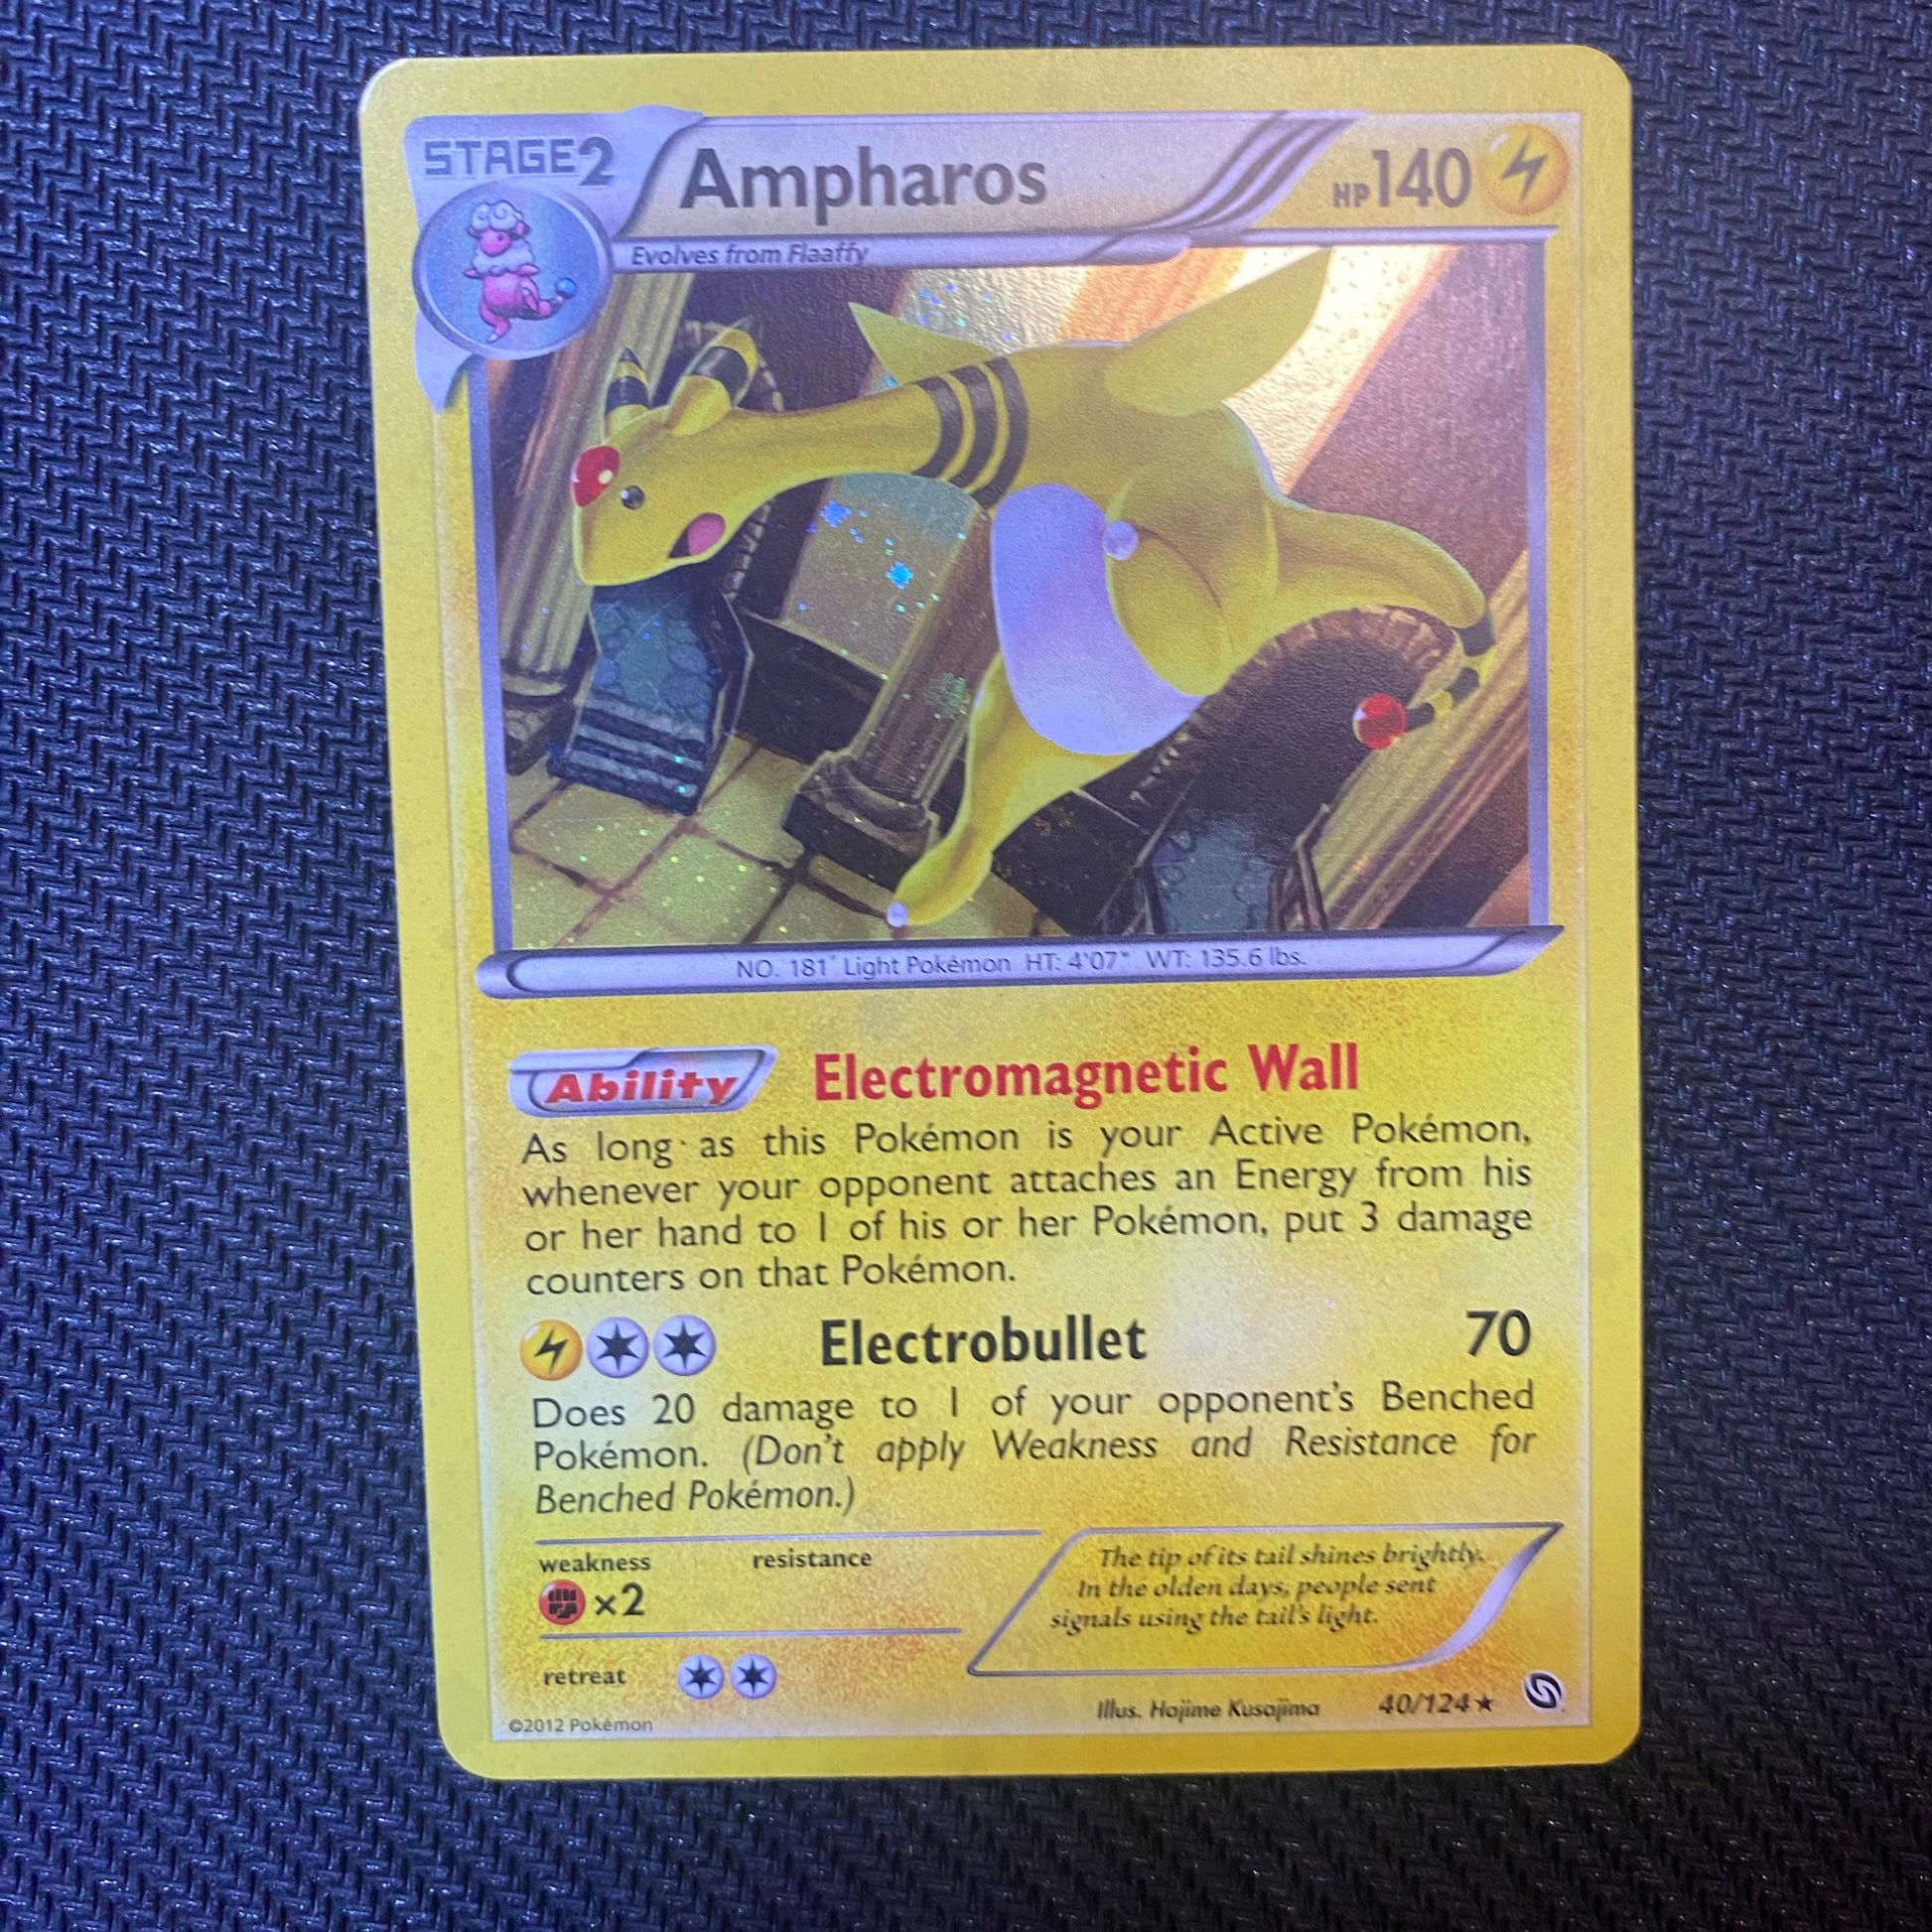 STAGE2
Ampharos
HP140
Evolves from Flaaffy
NO. 181 Light Pokémon HT: 4'07" WT: 135.6 lbs.
Ability Electromagnetic Wall
As long as this Pokémon is your Active Pokémon,
whenever your opponent attaches an Energy from his
or her hand to 1 of his or her Pokémon, put 3 damage
counters on that Pokémon.
Electrobullet 70
Does 20 damage to 1 of your opponent's Benched
Pokémon. (Don't apply Weakness and Resistance for
Benched Pokémon.)
weakness resistance
×2
retreat
The tip of its tail shines brightly.
In the olden days, people sent
signals using the tail's light.
Illus. Hajime Kusajima 40/124★
©2012 Pokémon